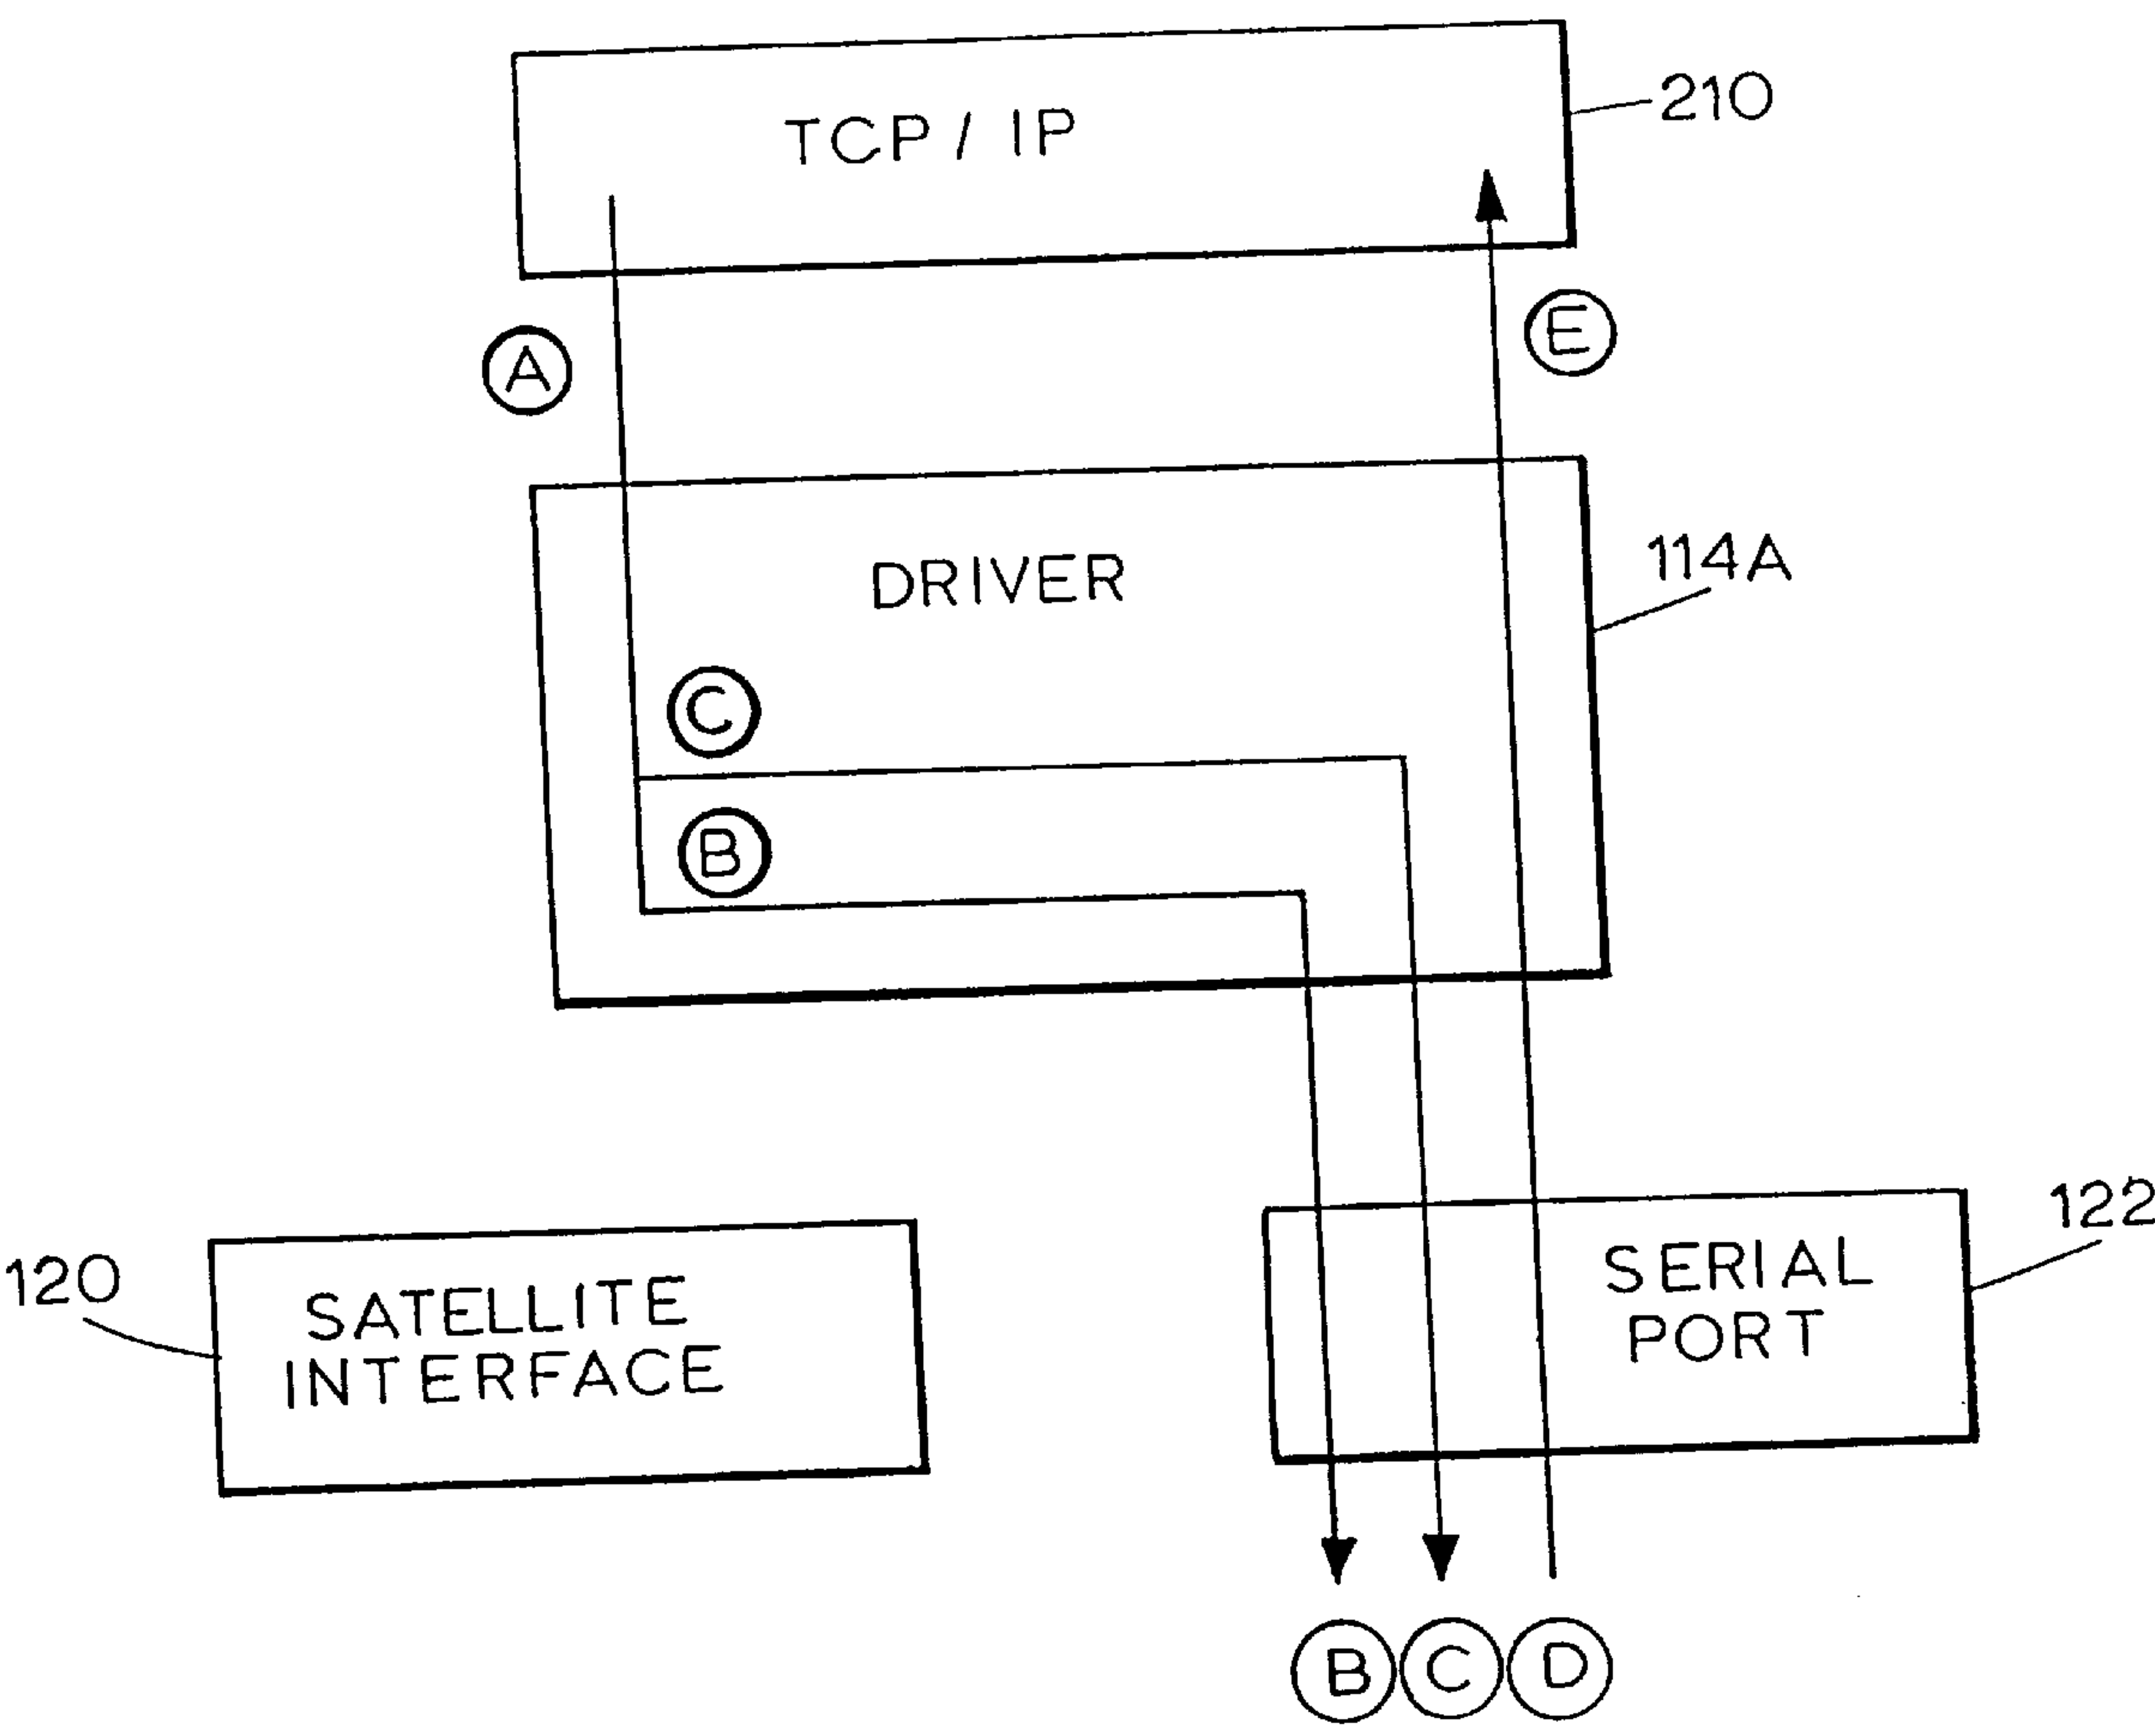 TCP / IP
210
A
E
DRIVER
114A
C
B
120
SATELLITE
INTERFACE
SERIAL
PORT
122
B
C
D